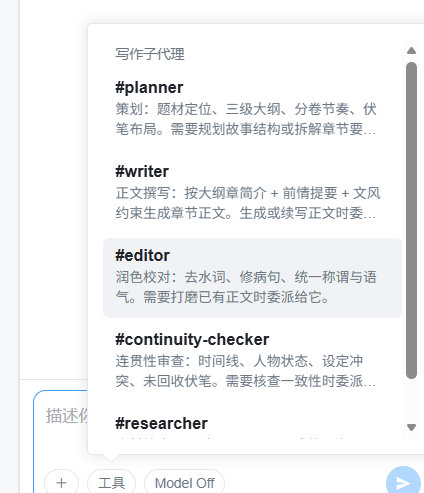 写作子代理
#planner
策划：题材定位、三级大纲、分卷节奏、伏
笔布局。需要规划故事结构或拆解章节要…
#writer
正文撰写：按大纲章简介 + 前情提要 + 文风
约束生成章节正文。生成或续写正文时委…
#editor
润色校对：去水词、修病句、统一称谓与语
气。需要打磨已有正文时委派给它。
#continuity-checker
连贯性审查：时间线、人物状态、设定冲
突、未回收伏笔。需要核查一致性时委派…
#researcher
描述你
工具
Model Off